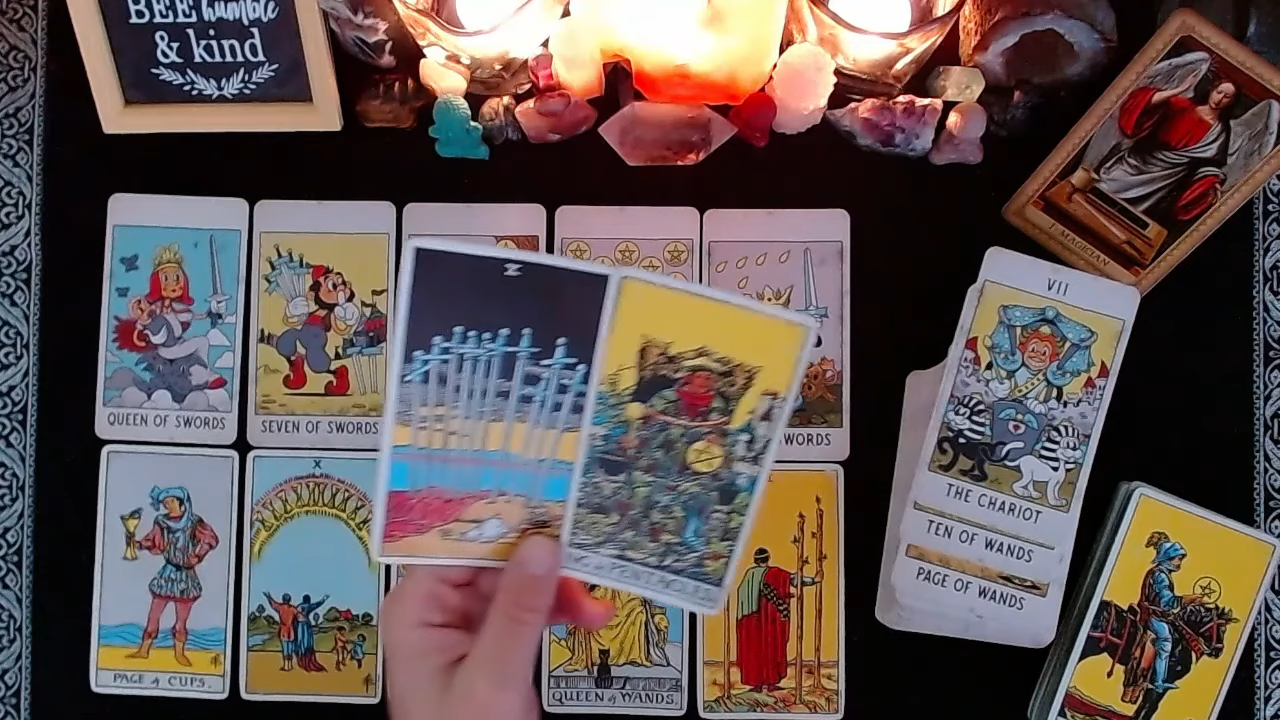 BEE humble
& kind
I. MAGICIAN
QUEEN OF SWORDS
SEVEN OF SWORDS
WORDS
VII
THE CHARIOT
TEN OF WANDS
PAGE OF WANDS
X
X
PAGE of CUPS.
QUEEN of WANDS.